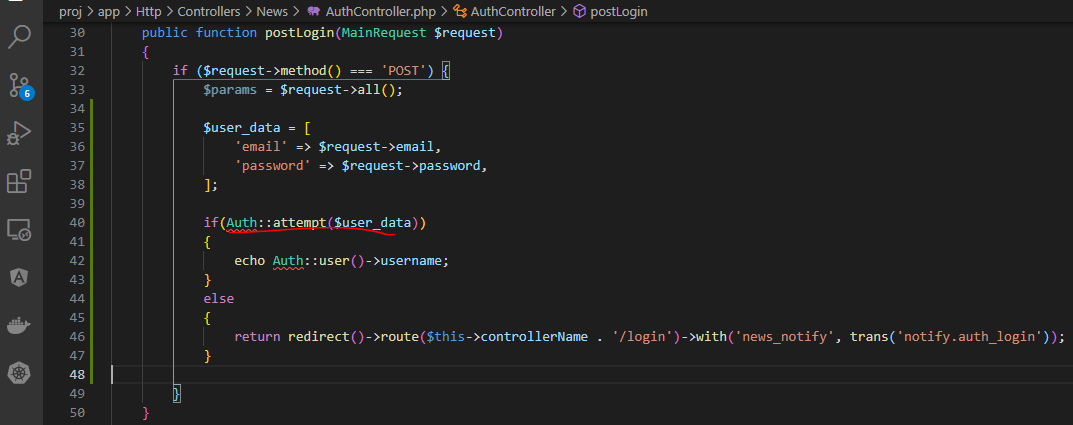 proj > app > Http > Controllers > News > AuthController.php > AuthController > postLogin
30 public function postLogin(MainRequest $request)
31 {
32 if ($request->method() === 'POST') {
33 $params = $request->all();
34
35 $user_data = [
36 'email' => $request->email,
37 'password' => $request->password,
38 ];
39
40 if(Auth::attempt($user_data))
41 {
42 echo Auth::user()->username;
43 }
44 else
45 {
46 return redirect()->route($this->controllerName . '/login')->with('news_notify', trans('notify.auth_login'));
47 }
48
49 }
50 }
6